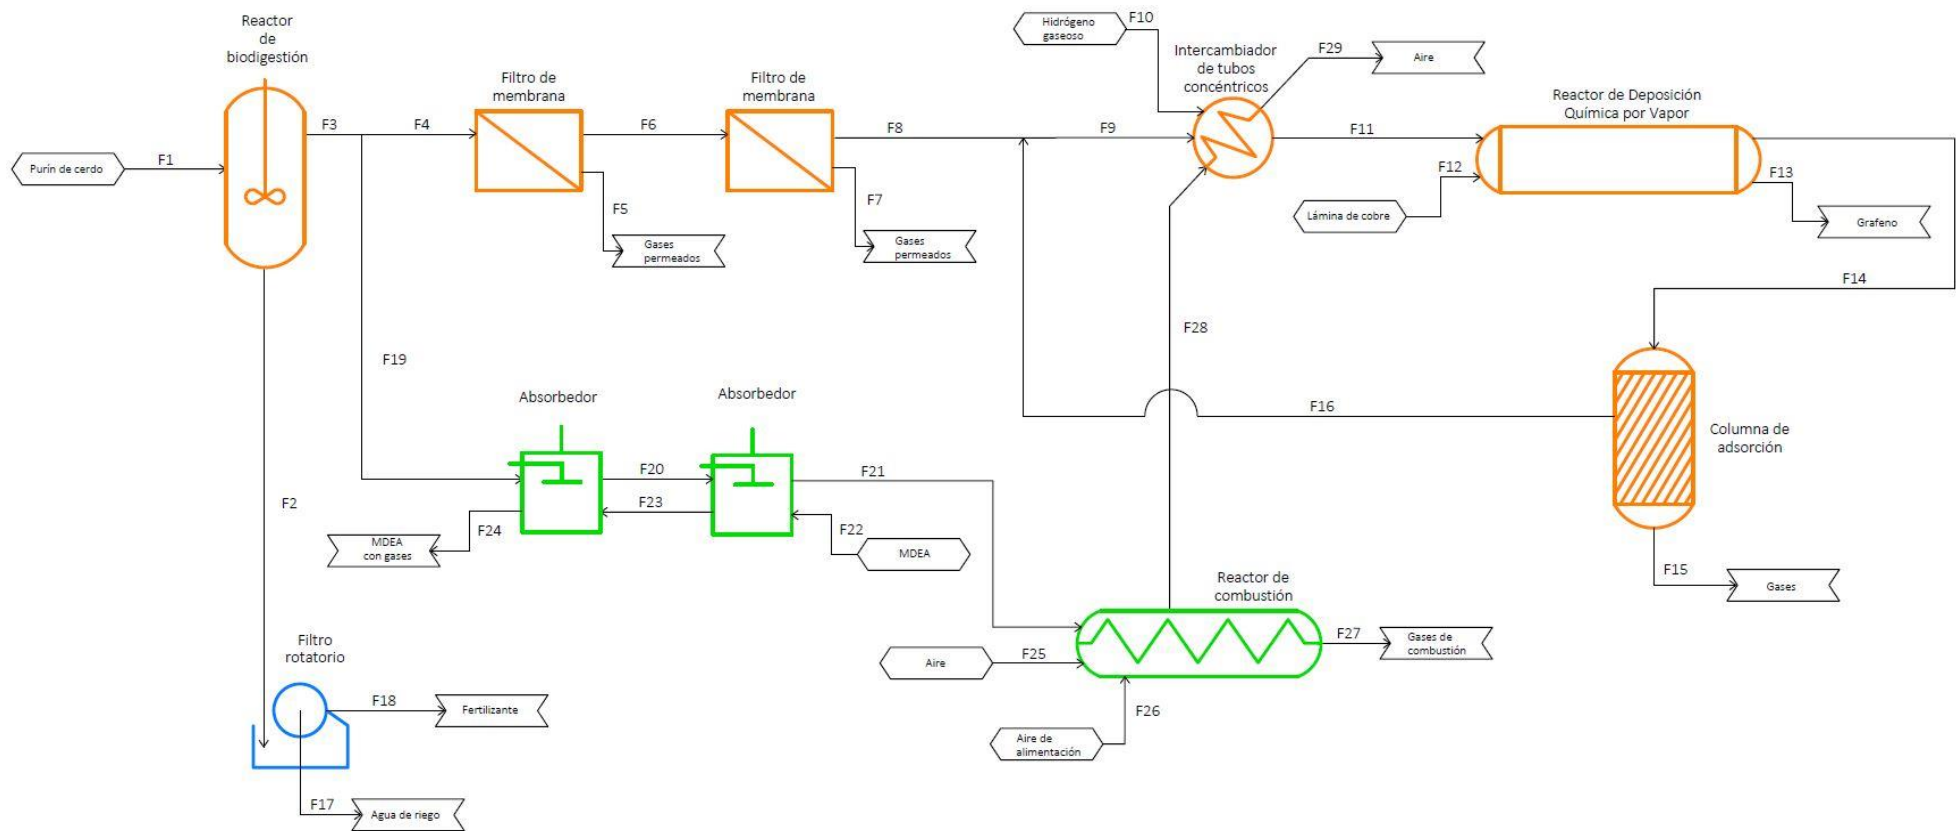 Reactor
de
biodigestión
Purín de cerdo
F1
F3
F4
Filtro de
membrana
F5
Gases
permeados
F6
Filtro de
membrana
F7
Gases
permeados
F8
F9
Hidrógeno
gaseoso
F10
Intercambiador
de tubos
concéntricos
F29
Aire
F11
Reactor de Deposición
Química por Vapor
F12
Lámina de cobre
F13
Grafeno
F14
F28
F19
F16
Columna de
adsorción
F15
Gases
Absorbedor
Absorbedor
F20
F23
F21
F24
MDEA
con gases
F22
MDEA
F2
Reactor de
combustión
F27
Gases de
combustión
Aire
F25
F26
Aire de
alimentación
Filtro
rotatorio
F18
Fertilizante
F17
Agua de riego